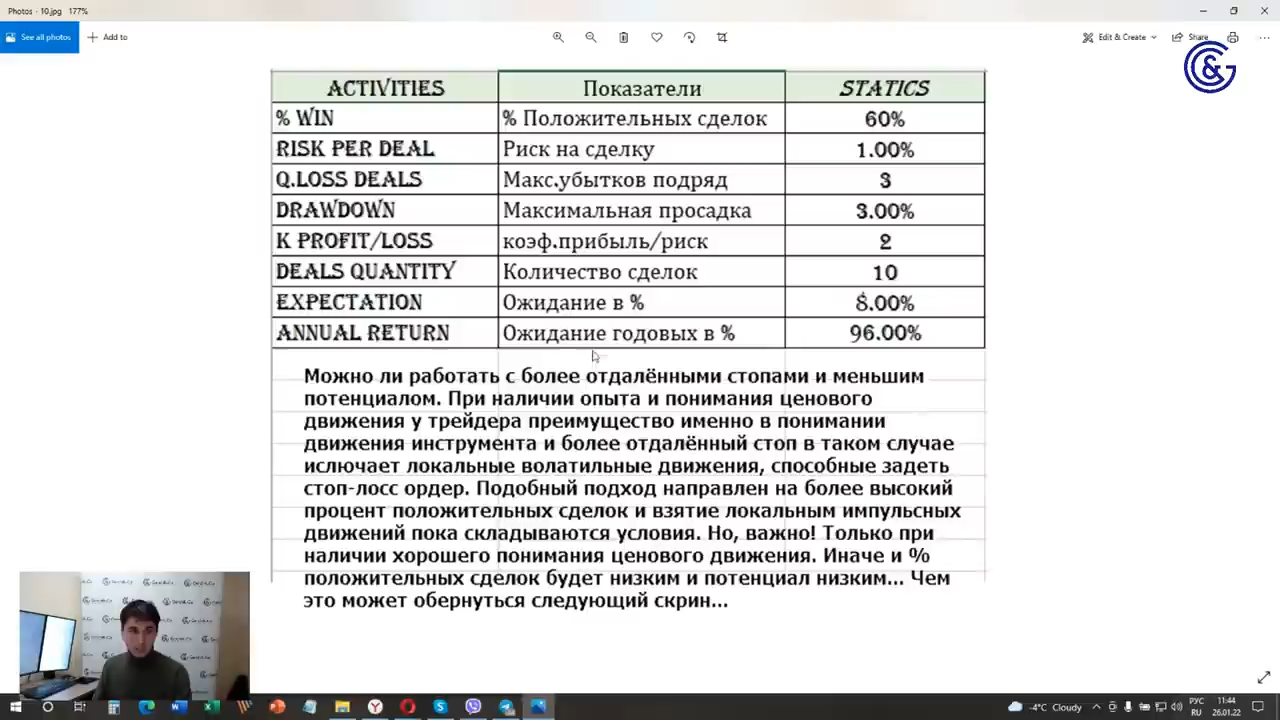 Photos - 10.jpg 177%
See all photos
Add to
Edit & Create
Share
ACTIVITIES Показатели STATICS
% WIN % Положительных сделок 60%
RISK PER DEAL Риск на сделку 1.00%
Q.LOSS DEALS Макс.убытков подряд 3
DRAWDOWN Максимальная просадка 3.00%
K PROFIT/LOSS коэф.прибыль/риск 2
DEALS QUANTITY Количество сделок 10
EXPECTATION Ожидание в % 8.00%
ANNUAL RETURN Ожидание годовых в % 96.00%
Можно ли работать с более отдалёнными стопами и меньшим
потенциалом. При наличии опыта и понимания ценового
движения у трейдера преимущество именно в понимании
движения инструмента и более отдалённый стоп в таком случае
ислючает локальные волатильные движения, способные задеть
стоп-лосс ордер. Подобный подход направлен на более высокий
процент положительных сделок и взятие локальным импульсных
движений пока складываются условия. Но, важно! Только при
наличии хорошего понимания ценового движения. Иначе и %
положительных сделок будет низким и потенциал низким... Чем
это может обернуться следующий скрин...
-4°C Cloudy
РУС
RU
11:44
26.01.22